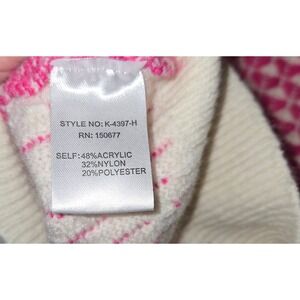 STYLE NO: K-4397-H
RN: 150677
SELF:48%ACRYLIC
32%NYLON
20%POLYESTER